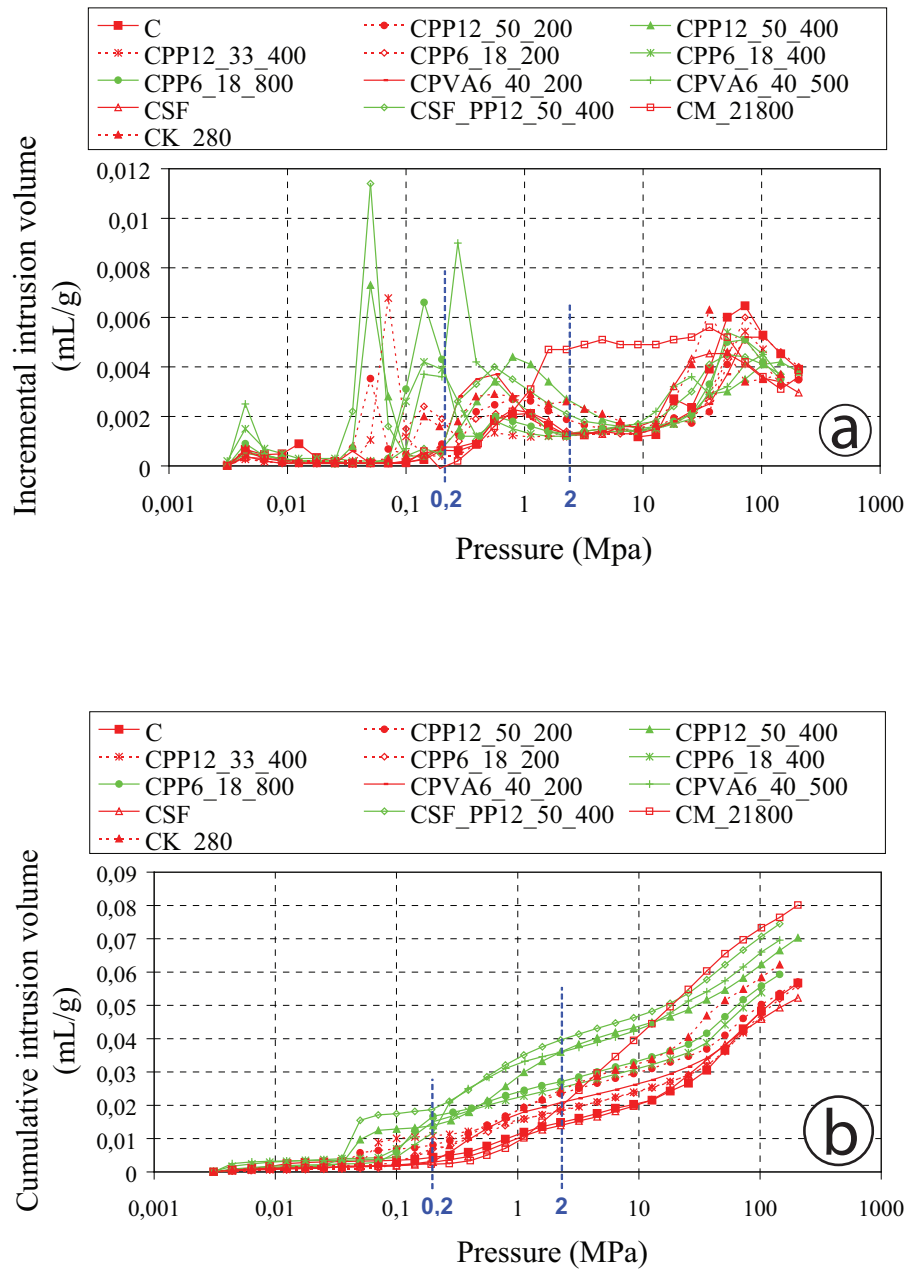 C CPP12_50_200 CPP12_50_400
CPP12_33_400 CPP6_18_200 CPP6_18_400
CPP6_18_800 CPVA6_40_200 CPVA6_40_500
CSF CSF_PP12_50_400 CM_21800
CK_280
Incremental intrusion volume
(mL/g)
0,012
0,01
0,008
0,006
0,004
0,002
0
a
0,001 0,01 0,1 0,2 1 2 10 100 1000
Pressure (Mpa)
C CPP12_50_200 CPP12_50_400
CPP12_33_400 CPP6_18_200 CPP6_18_400
CPP6_18_800 CPVA6_40_200 CPVA6_40_500
CSF CSF_PP12_50_400 CM_21800
CK_280
Cumulative intrusion volume
(mL/g)
0,09
0,08
0,07
0,06
0,05
0,04
0,03
0,02
0,01
0
b
0,001 0,01 0,1 0,2 1 2 10 100 1000
Pressure (MPa)